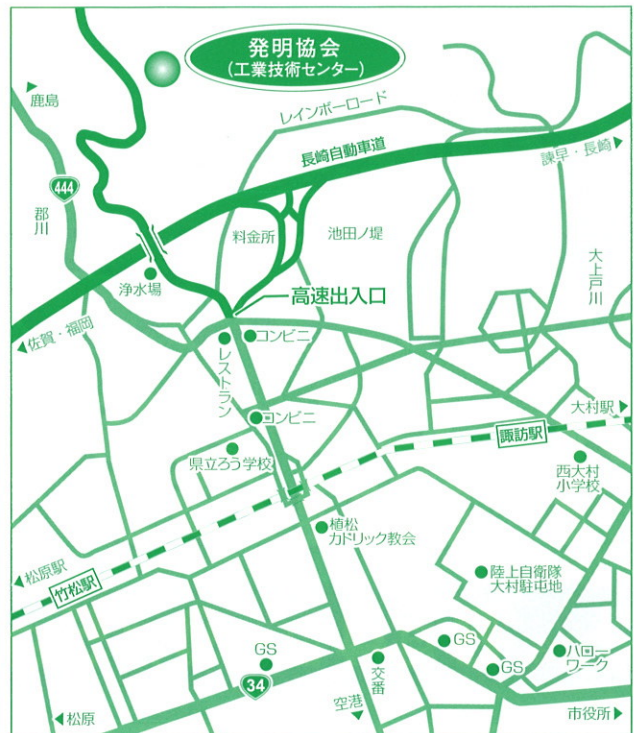 発明協会
(工業技術センター)
鹿島
レインボーロード
長崎自動車道
諫早・長崎
444
郡川
料金所
池田ノ堤
大上戸川
浄水場
高速出入口
佐賀・福岡
コンビニ
レストラン
コンビニ
大村駅
諏訪駅
県立ろう学校
西大村
小学校
植松
カドリック教会
松原駅
竹松駅
陸上自衛隊
大村駐屯地
GS
GS
GS
ハロー
ワーク
34
交番
空港
松原
市役所